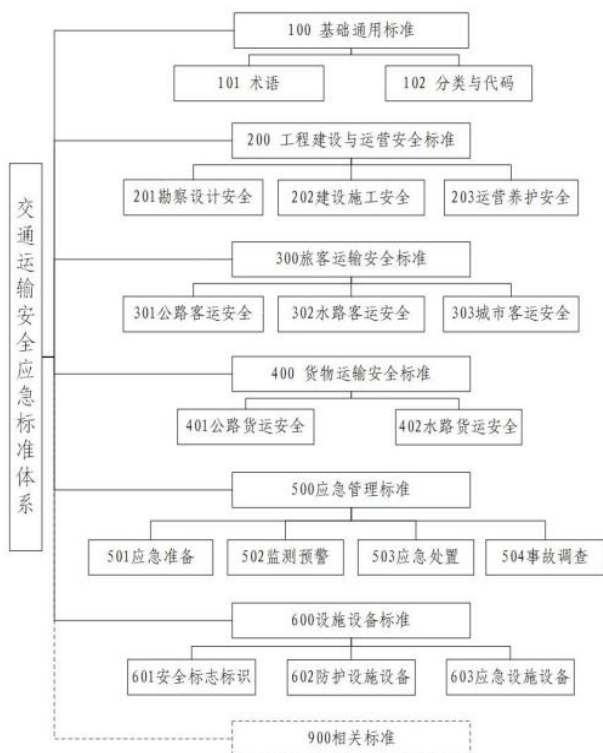 交通运输安全应急标准体系
100 基础通用标准
101 术语
102 分类与代码
200 工程建设与运营安全标准
201勘察设计安全
202建设施工安全
203运营养护安全
300旅客运输安全标准
301公路客运安全
302水路客运安全
303城市客运安全
400 货物运输安全标准
401公路货运安全
402水路货运安全
500应急管理标准
501应急准备
502监测预警
503应急处置
504事故调查
600设施设备标准
601安全标志标识
602防护设施设备
603应急设施设备
900相关标准